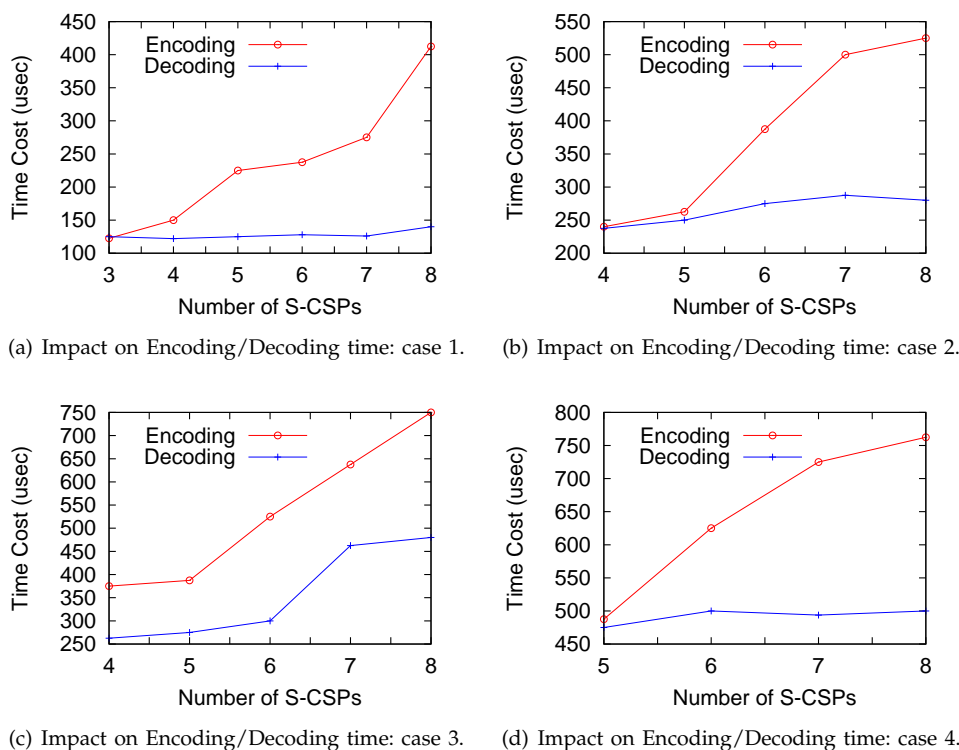 450
400
350
300
250
200
150
100
3 4 5 6 7 8
Time Cost (usec)
Number of S-CSPs
Encoding
Decoding
(a) Impact on Encoding/Decoding time: case 1.
550
500
450
400
350
300
250
200
4 5 6 7 8
Time Cost (usec)
Number of S-CSPs
Encoding
Decoding
(b) Impact on Encoding/Decoding time: case 2.
750
700
650
600
550
500
450
400
350
300
250
4 5 6 7 8
Time Cost (usec)
Number of S-CSPs
Encoding
Decoding
(c) Impact on Encoding/Decoding time: case 3.
800
750
700
650
600
550
500
450
5 6 7 8
Time Cost (usec)
Number of S-CSPs
Encoding
Decoding
(d) Impact on Encoding/Decoding time: case 4.